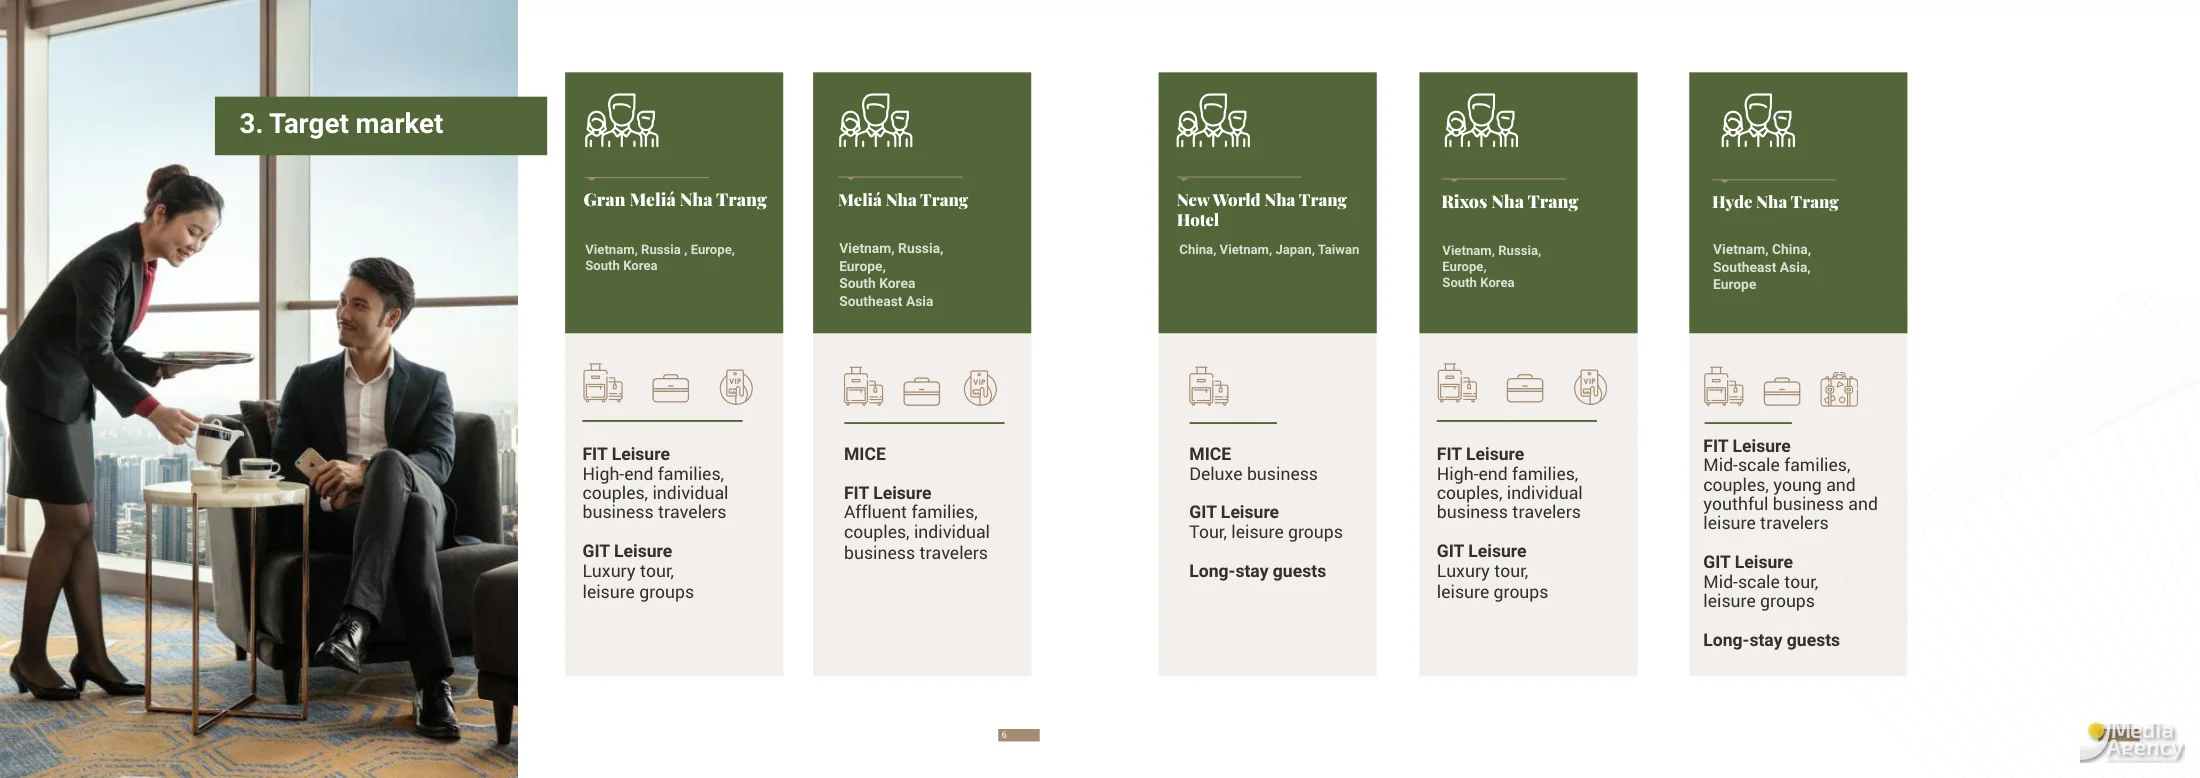 3. Target market
Gran Meliá Nha Trang
Vietnam, Russia , Europe,
South Korea
VIP
FIT Leisure
High-end families,
couples, individual
business travelers
GIT Leisure
Luxury tour,
leisure groups
Meliá Nha Trang
Vietnam, Russia,
Europe,
South Korea
Southeast Asia
VIP
MICE
FIT Leisure
Affluent families,
couples, individual
business travelers
New World Nha Trang
Hotel
China, Vietnam, Japan, Taiwan
MICE
Deluxe business
GIT Leisure
Tour, leisure groups
Long-stay guests
Rixos Nha Trang
Vietnam, Russia,
Europe,
South Korea
VIP
FIT Leisure
High-end families,
couples, individual
business travelers
GIT Leisure
Luxury tour,
leisure groups
Hyde Nha Trang
Vietnam, China,
Southeast Asia,
Europe
FIT Leisure
Mid-scale families,
couples, young and
youthful business and
leisure travelers
GIT Leisure
Mid-scale tour,
leisure groups
Long-stay guests
6
Media
Agency